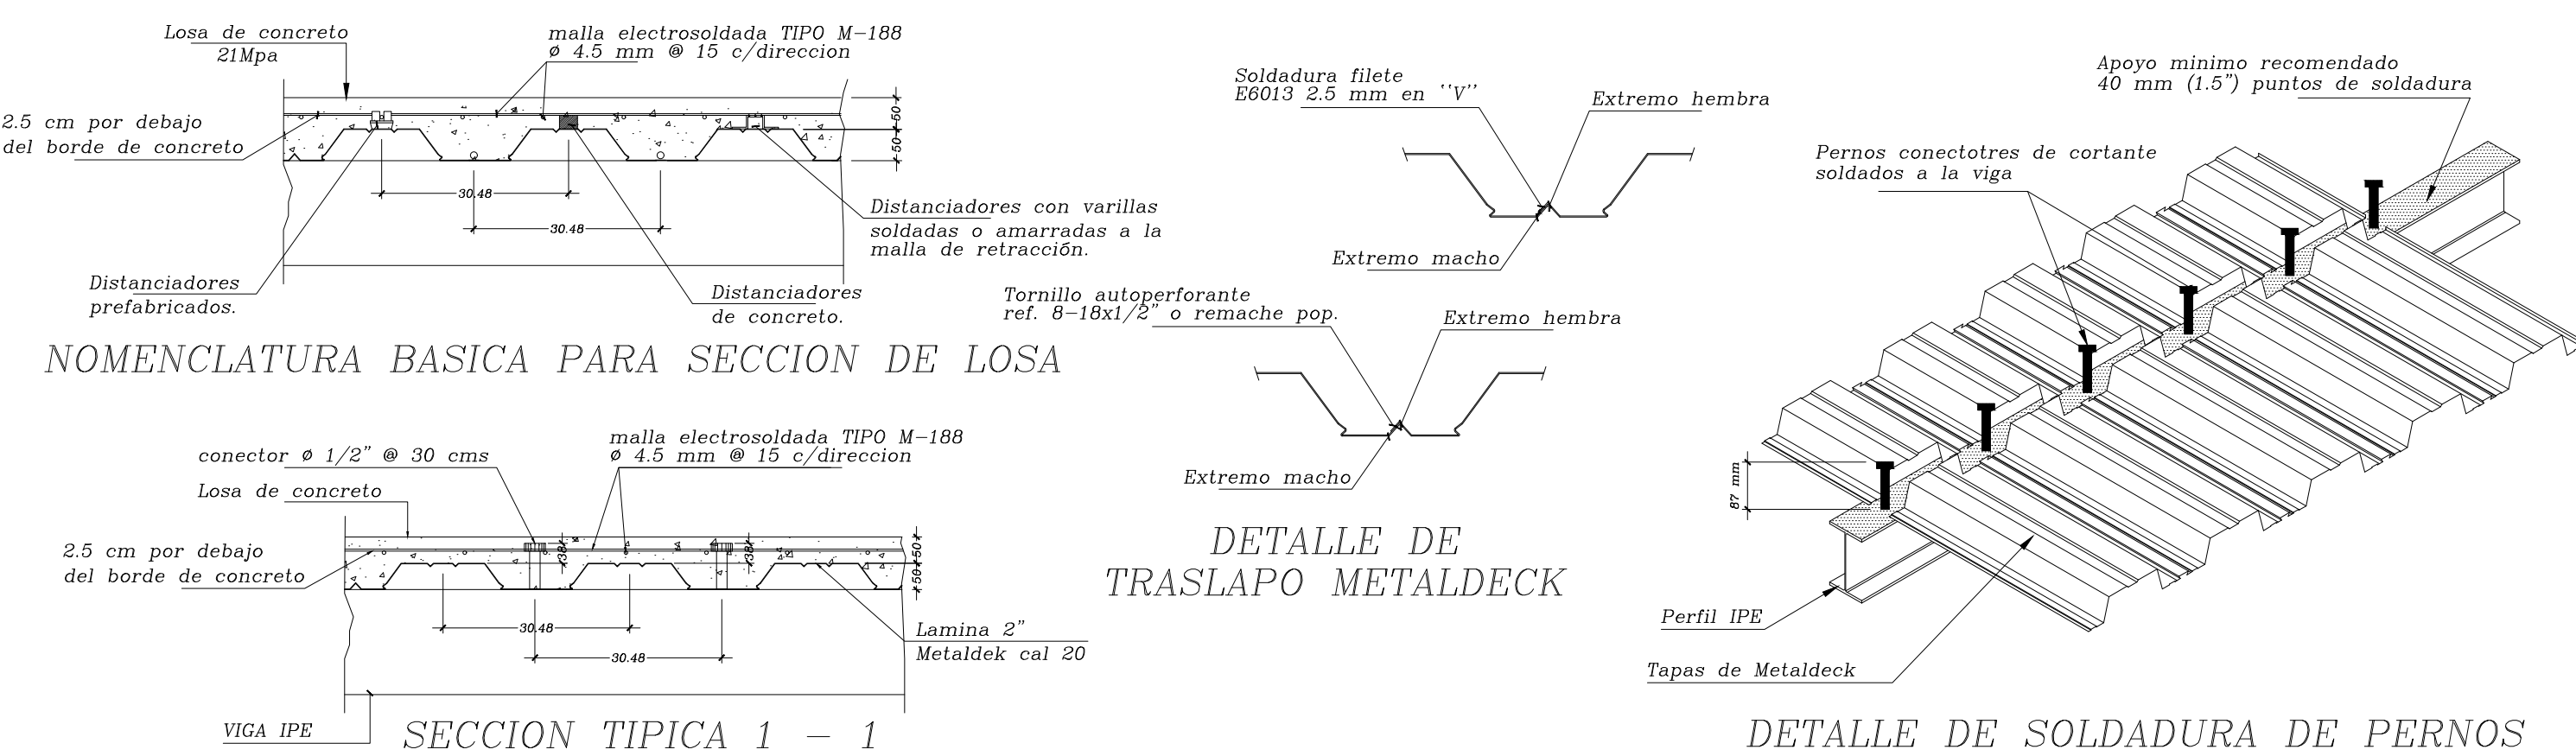 Losa de concreto
21Mpa
malla electrosoldada TIPO M-188
ø 4.5 mm @ 15 c/direccion
2.5 cm por debajo
del borde de concreto
50
50
30.48
30.48
Distanciadores con varillas
soldadas o amarradas a la
malla de retracción.
Distanciadores
prefabricados.
Distanciadores
de concreto.
NOMENCLATURA BASICA PARA SECCION DE LOSA
conector ø 1/2" @ 30 cms
malla electrosoldada TIPO M-188
ø 4.5 mm @ 15 c/direccion
Losa de concreto
2.5 cm por debajo
del borde de concreto
38
38
50
50
30.48
30.48
Lamina 2"
Metaldek cal 20
VIGA IPE
SECCION TIPICA 1 - 1
Soldadura filete
E6013 2.5 mm en ''V''
Extremo hembra
Extremo macho
Tornillo autoperforante
ref. 8-18x1/2" o remache pop.
Extremo hembra
Extremo macho
DETALLE DE
TRASLAPO METALDECK
Apoyo minimo recomendado
40 mm (1.5") puntos de soldadura
Pernos conectotres de cortante
soldados a la viga
87 mm
Perfil IPE
Tapas de Metaldeck
DETALLE DE SOLDADURA DE PERNOS